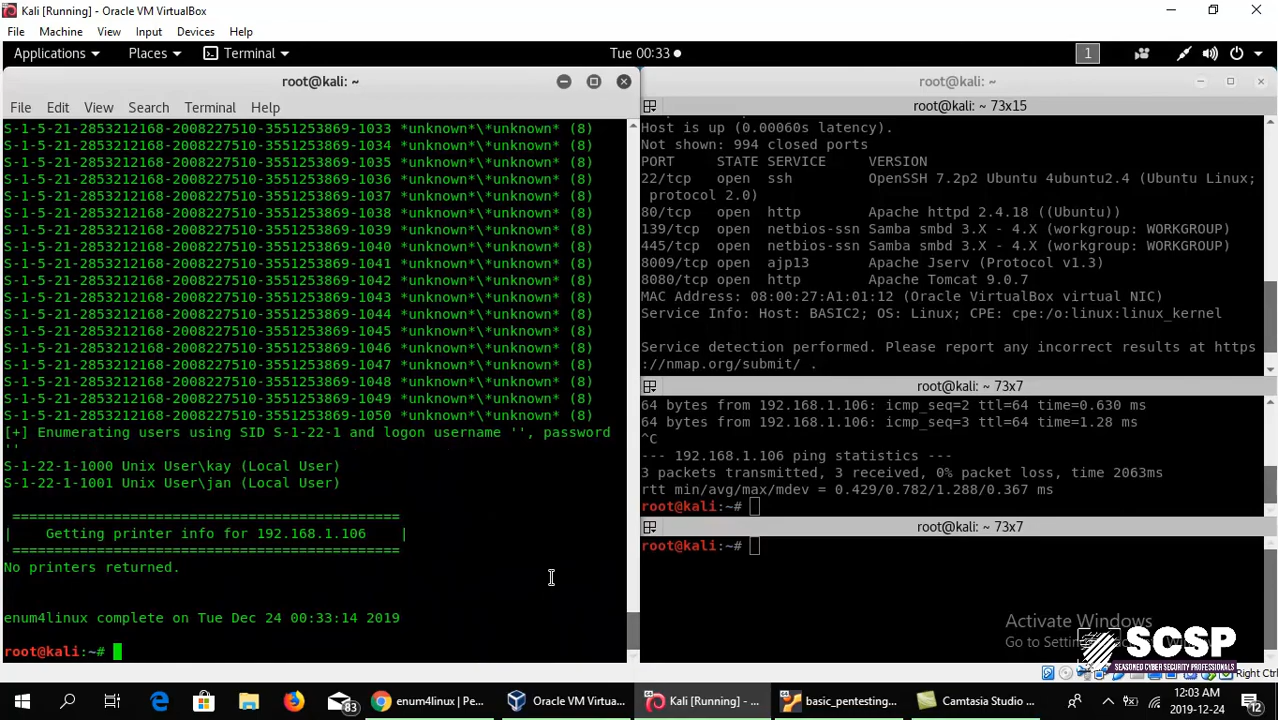 Kali [Running] - Oracle VM VirtualBox
File Machine View Input Devices Help
Applications Places Terminal Tue 00:33 1
root@kali: ~
File Edit View Search Terminal Help
S-1-5-21-2853212168-2008227510-3551253869-1033 *unknown*\*unknown* (8)
S-1-5-21-2853212168-2008227510-3551253869-1034 *unknown*\*unknown* (8)
S-1-5-21-2853212168-2008227510-3551253869-1035 *unknown*\*unknown* (8)
S-1-5-21-2853212168-2008227510-3551253869-1036 *unknown*\*unknown* (8)
S-1-5-21-2853212168-2008227510-3551253869-1037 *unknown*\*unknown* (8)
S-1-5-21-2853212168-2008227510-3551253869-1038 *unknown*\*unknown* (8)
S-1-5-21-2853212168-2008227510-3551253869-1039 *unknown*\*unknown* (8)
S-1-5-21-2853212168-2008227510-3551253869-1040 *unknown*\*unknown* (8)
S-1-5-21-2853212168-2008227510-3551253869-1041 *unknown*\*unknown* (8)
S-1-5-21-2853212168-2008227510-3551253869-1042 *unknown*\*unknown* (8)
S-1-5-21-2853212168-2008227510-3551253869-1043 *unknown*\*unknown* (8)
S-1-5-21-2853212168-2008227510-3551253869-1044 *unknown*\*unknown* (8)
S-1-5-21-2853212168-2008227510-3551253869-1045 *unknown*\*unknown* (8)
S-1-5-21-2853212168-2008227510-3551253869-1046 *unknown*\*unknown* (8)
S-1-5-21-2853212168-2008227510-3551253869-1047 *unknown*\*unknown* (8)
S-1-5-21-2853212168-2008227510-3551253869-1048 *unknown*\*unknown* (8)
S-1-5-21-2853212168-2008227510-3551253869-1049 *unknown*\*unknown* (8)
S-1-5-21-2853212168-2008227510-3551253869-1050 *unknown*\*unknown* (8)
[+] Enumerating users using SID S-1-22-1 and logon username '', password
''
S-1-22-1-1000 Unix User\kay (Local User)
S-1-22-1-1001 Unix User\jan (Local User)
===============================================
| Getting printer info for 192.168.1.106 |
===============================================
No printers returned.
enum4linux complete on Tue Dec 24 00:33:14 2019
root@kali:~#
root@kali: ~
root@kali: ~ 73x15
Host is up (0.00060s latency).
Not shown: 994 closed ports
PORT STATE SERVICE VERSION
22/tcp open ssh OpenSSH 7.2p2 Ubuntu 4ubuntu2.4 (Ubuntu Linux;
protocol 2.0)
80/tcp open http Apache httpd 2.4.18 ((Ubuntu))
139/tcp open netbios-ssn Samba smbd 3.X - 4.X (workgroup: WORKGROUP)
445/tcp open netbios-ssn Samba smbd 3.X - 4.X (workgroup: WORKGROUP)
8009/tcp open ajp13 Apache Jserv (Protocol v1.3)
8080/tcp open http Apache Tomcat 9.0.7
MAC Address: 08:00:27:A1:01:12 (Oracle VirtualBox virtual NIC)
Service Info: Host: BASIC2; OS: Linux; CPE: cpe:/o:linux:linux_kernel
Service detection performed. Please report any incorrect results at https
://nmap.org/submit/ .
root@kali: ~ 73x7
64 bytes from 192.168.1.106: icmp_seq=2 ttl=64 time=0.630 ms
64 bytes from 192.168.1.106: icmp_seq=3 ttl=64 time=1.28 ms
^C
--- 192.168.1.106 ping statistics ---
3 packets transmitted, 3 received, 0% packet loss, time 2063ms
rtt min/avg/max/mdev = 0.429/0.782/1.288/0.367 ms
root@kali:~#
root@kali: ~ 73x7
root@kali:~#
Activate Windows
Go to
SCSP
SEASONED CYBER SECURITY PROFESSIONALS
Right Ctrl
83 enum4linux | Pe... Oracle VM Virtua... Kali [Running] - ... basic_pentesting... Camtasia Studio ...
12:03 AM
2019-12-24
12